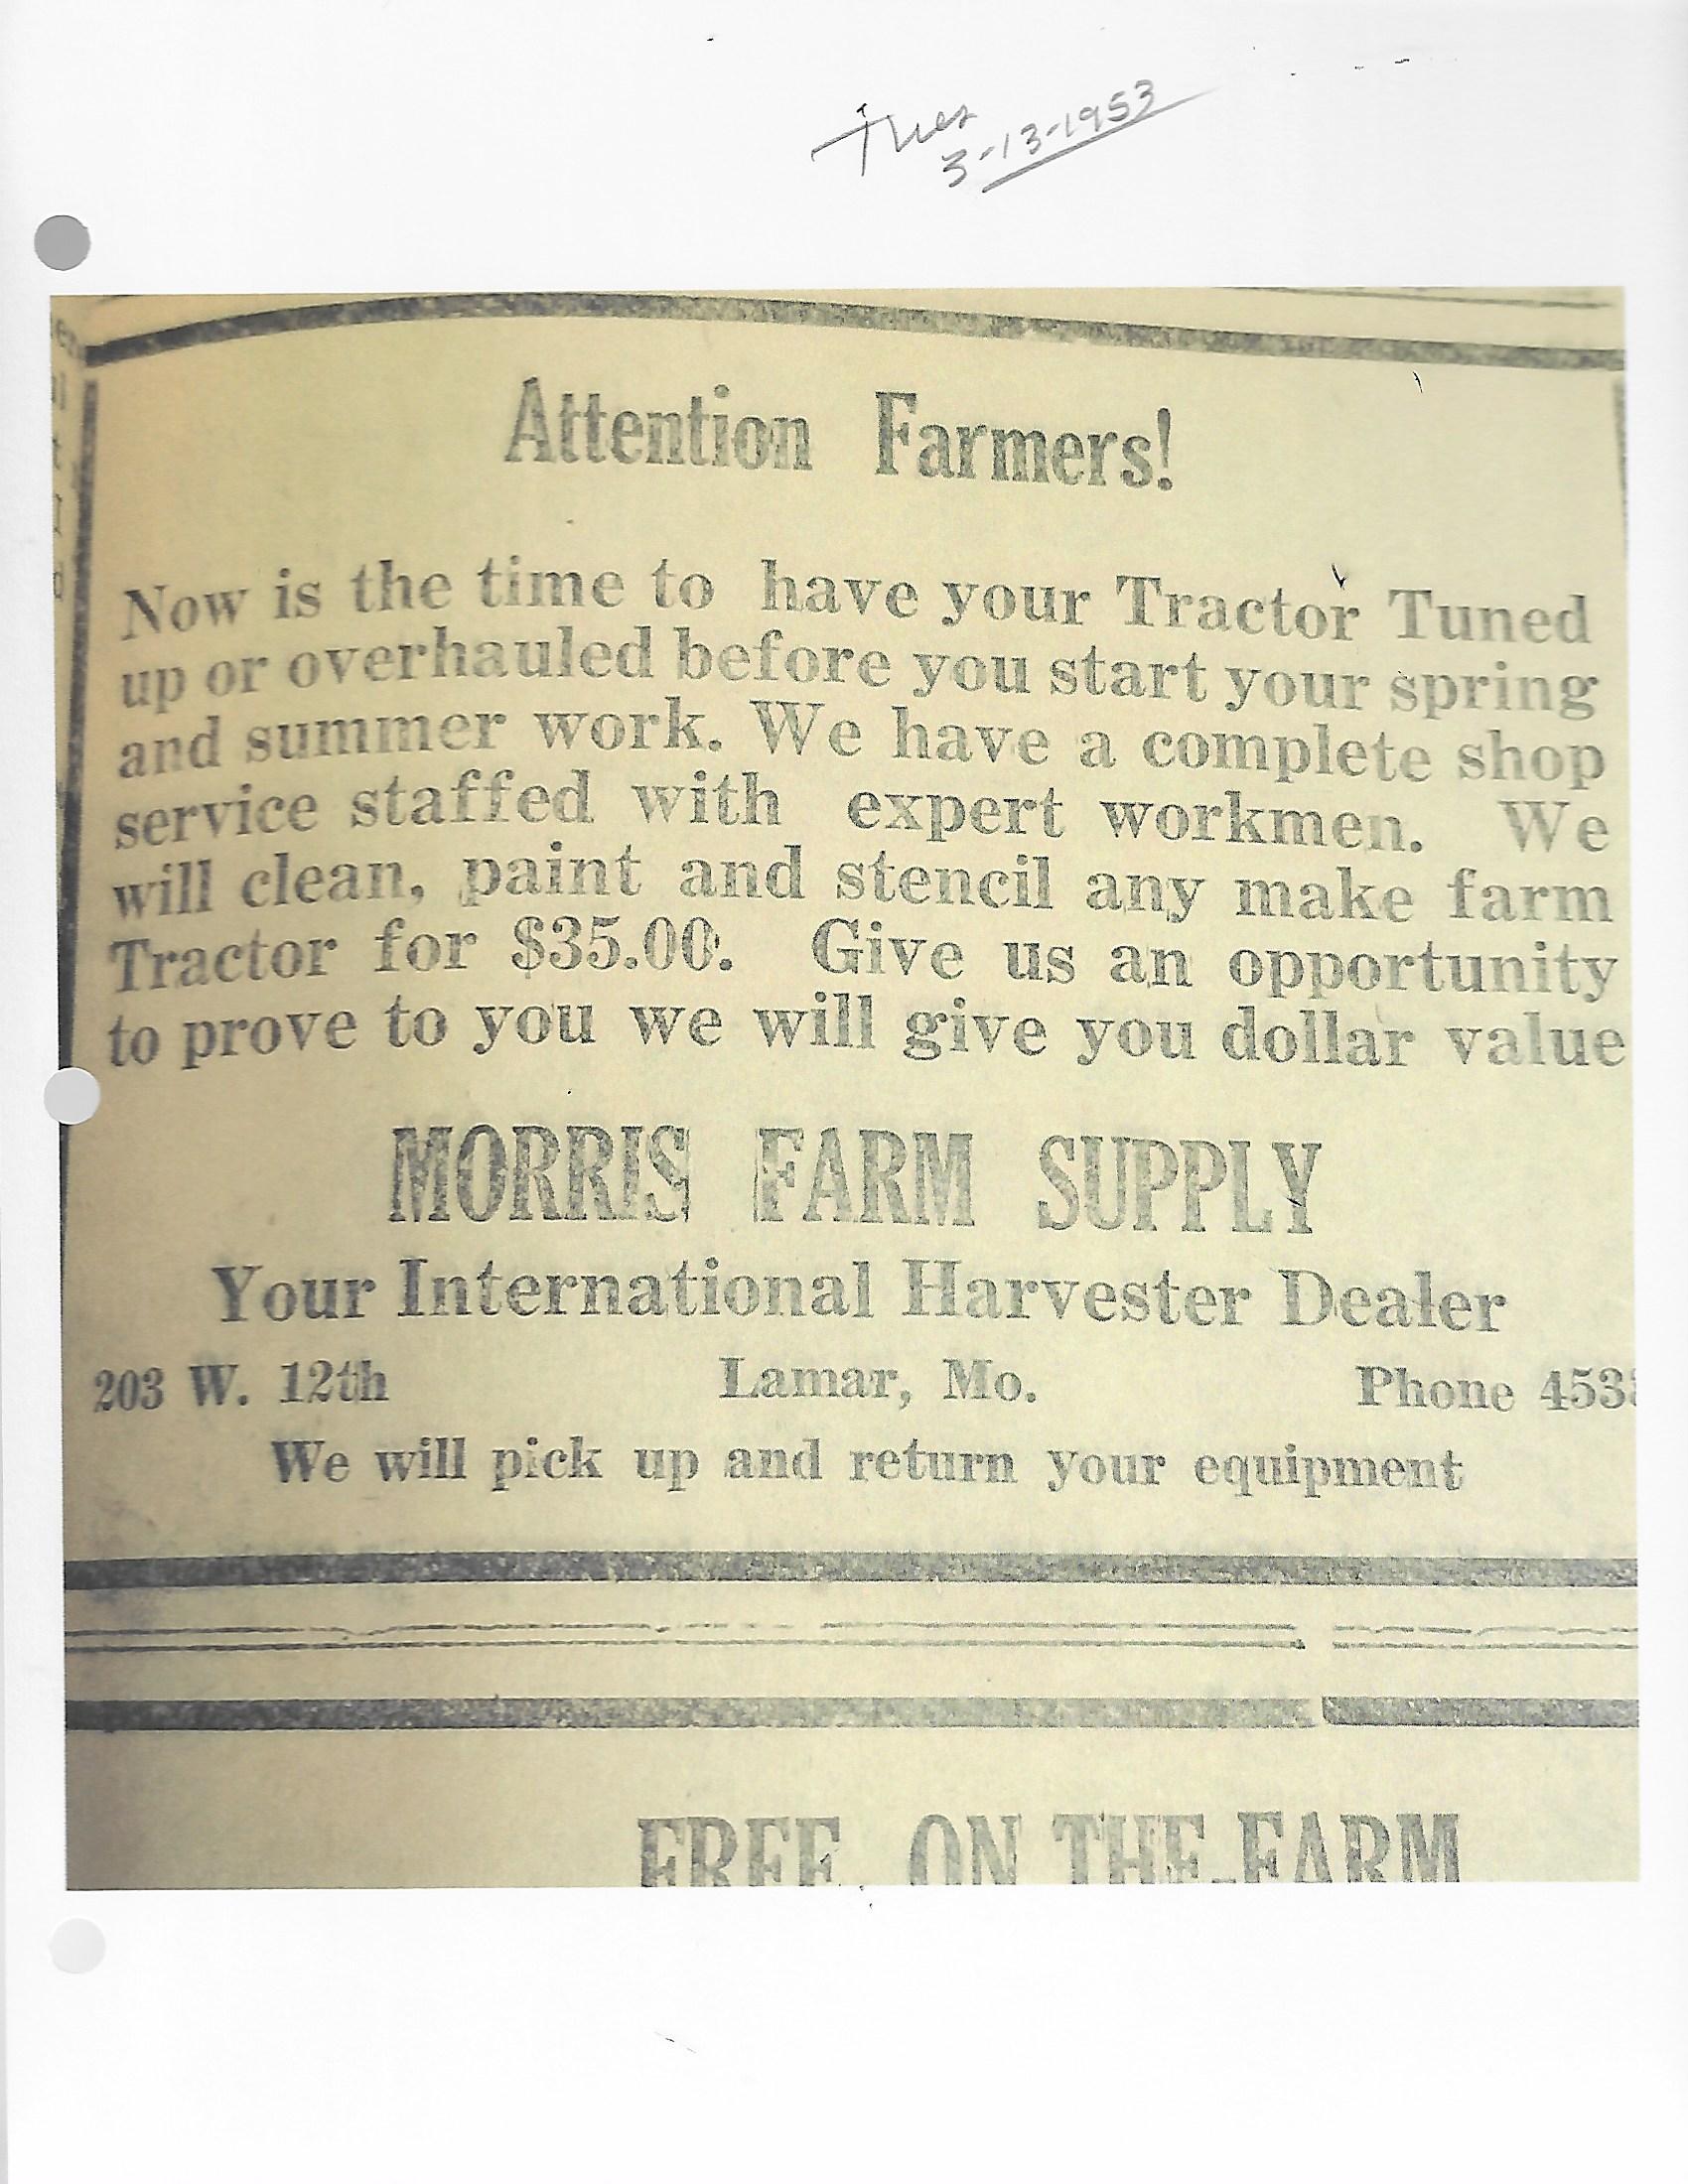 Tues
3-13-1953
Attention Farmers!
Now is the time to have your Tractor Tuned
up or overhauled before you start your spring
and summer work. We have a complete shop
service staffed with expert workmen. We
will clean, paint and stencil any make farm
Tractor for $35.00. Give us an opportunity
to prove to you we will give you dollar value
MORRIS FARM SUPPLY
Your International Harvester Dealer
203 W. 12th Lamar, Mo. Phone 453
We will pick up and return your equipment
FREE ON-THE-FARM